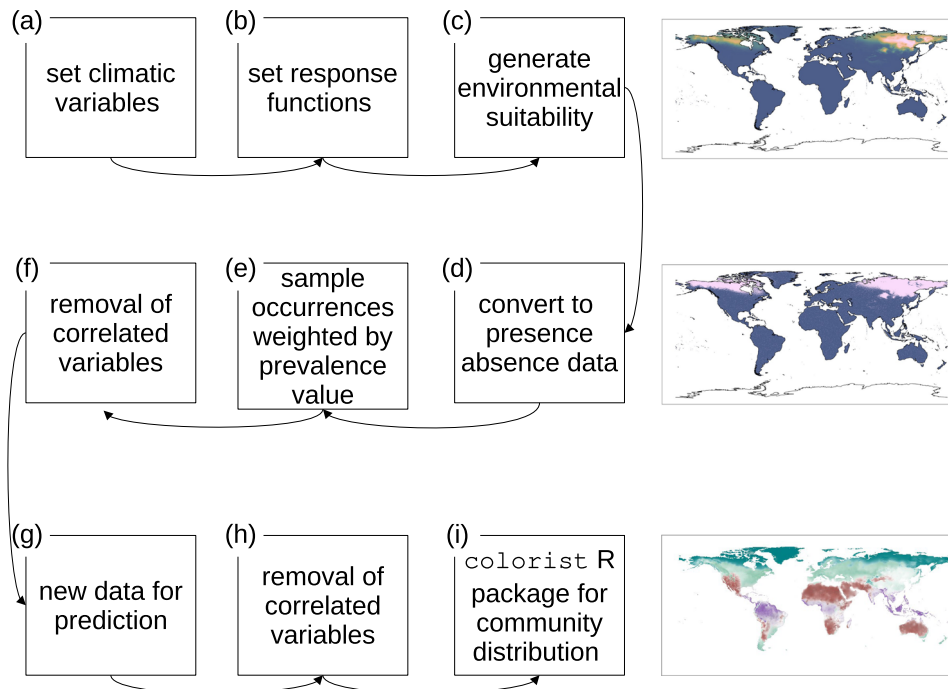 (a)
set climatic
variables
(b)
set response
functions
(c)
generate
environmental
suitability
(f)
removal of
correlated
variables
(e)
sample
occurrences
weighted by
prevalence
value
(d)
convert to
presence
absence data
(g)
new data for
prediction
(h)
removal of
correlated
variables
(i)
colorist R
package for
community
distribution